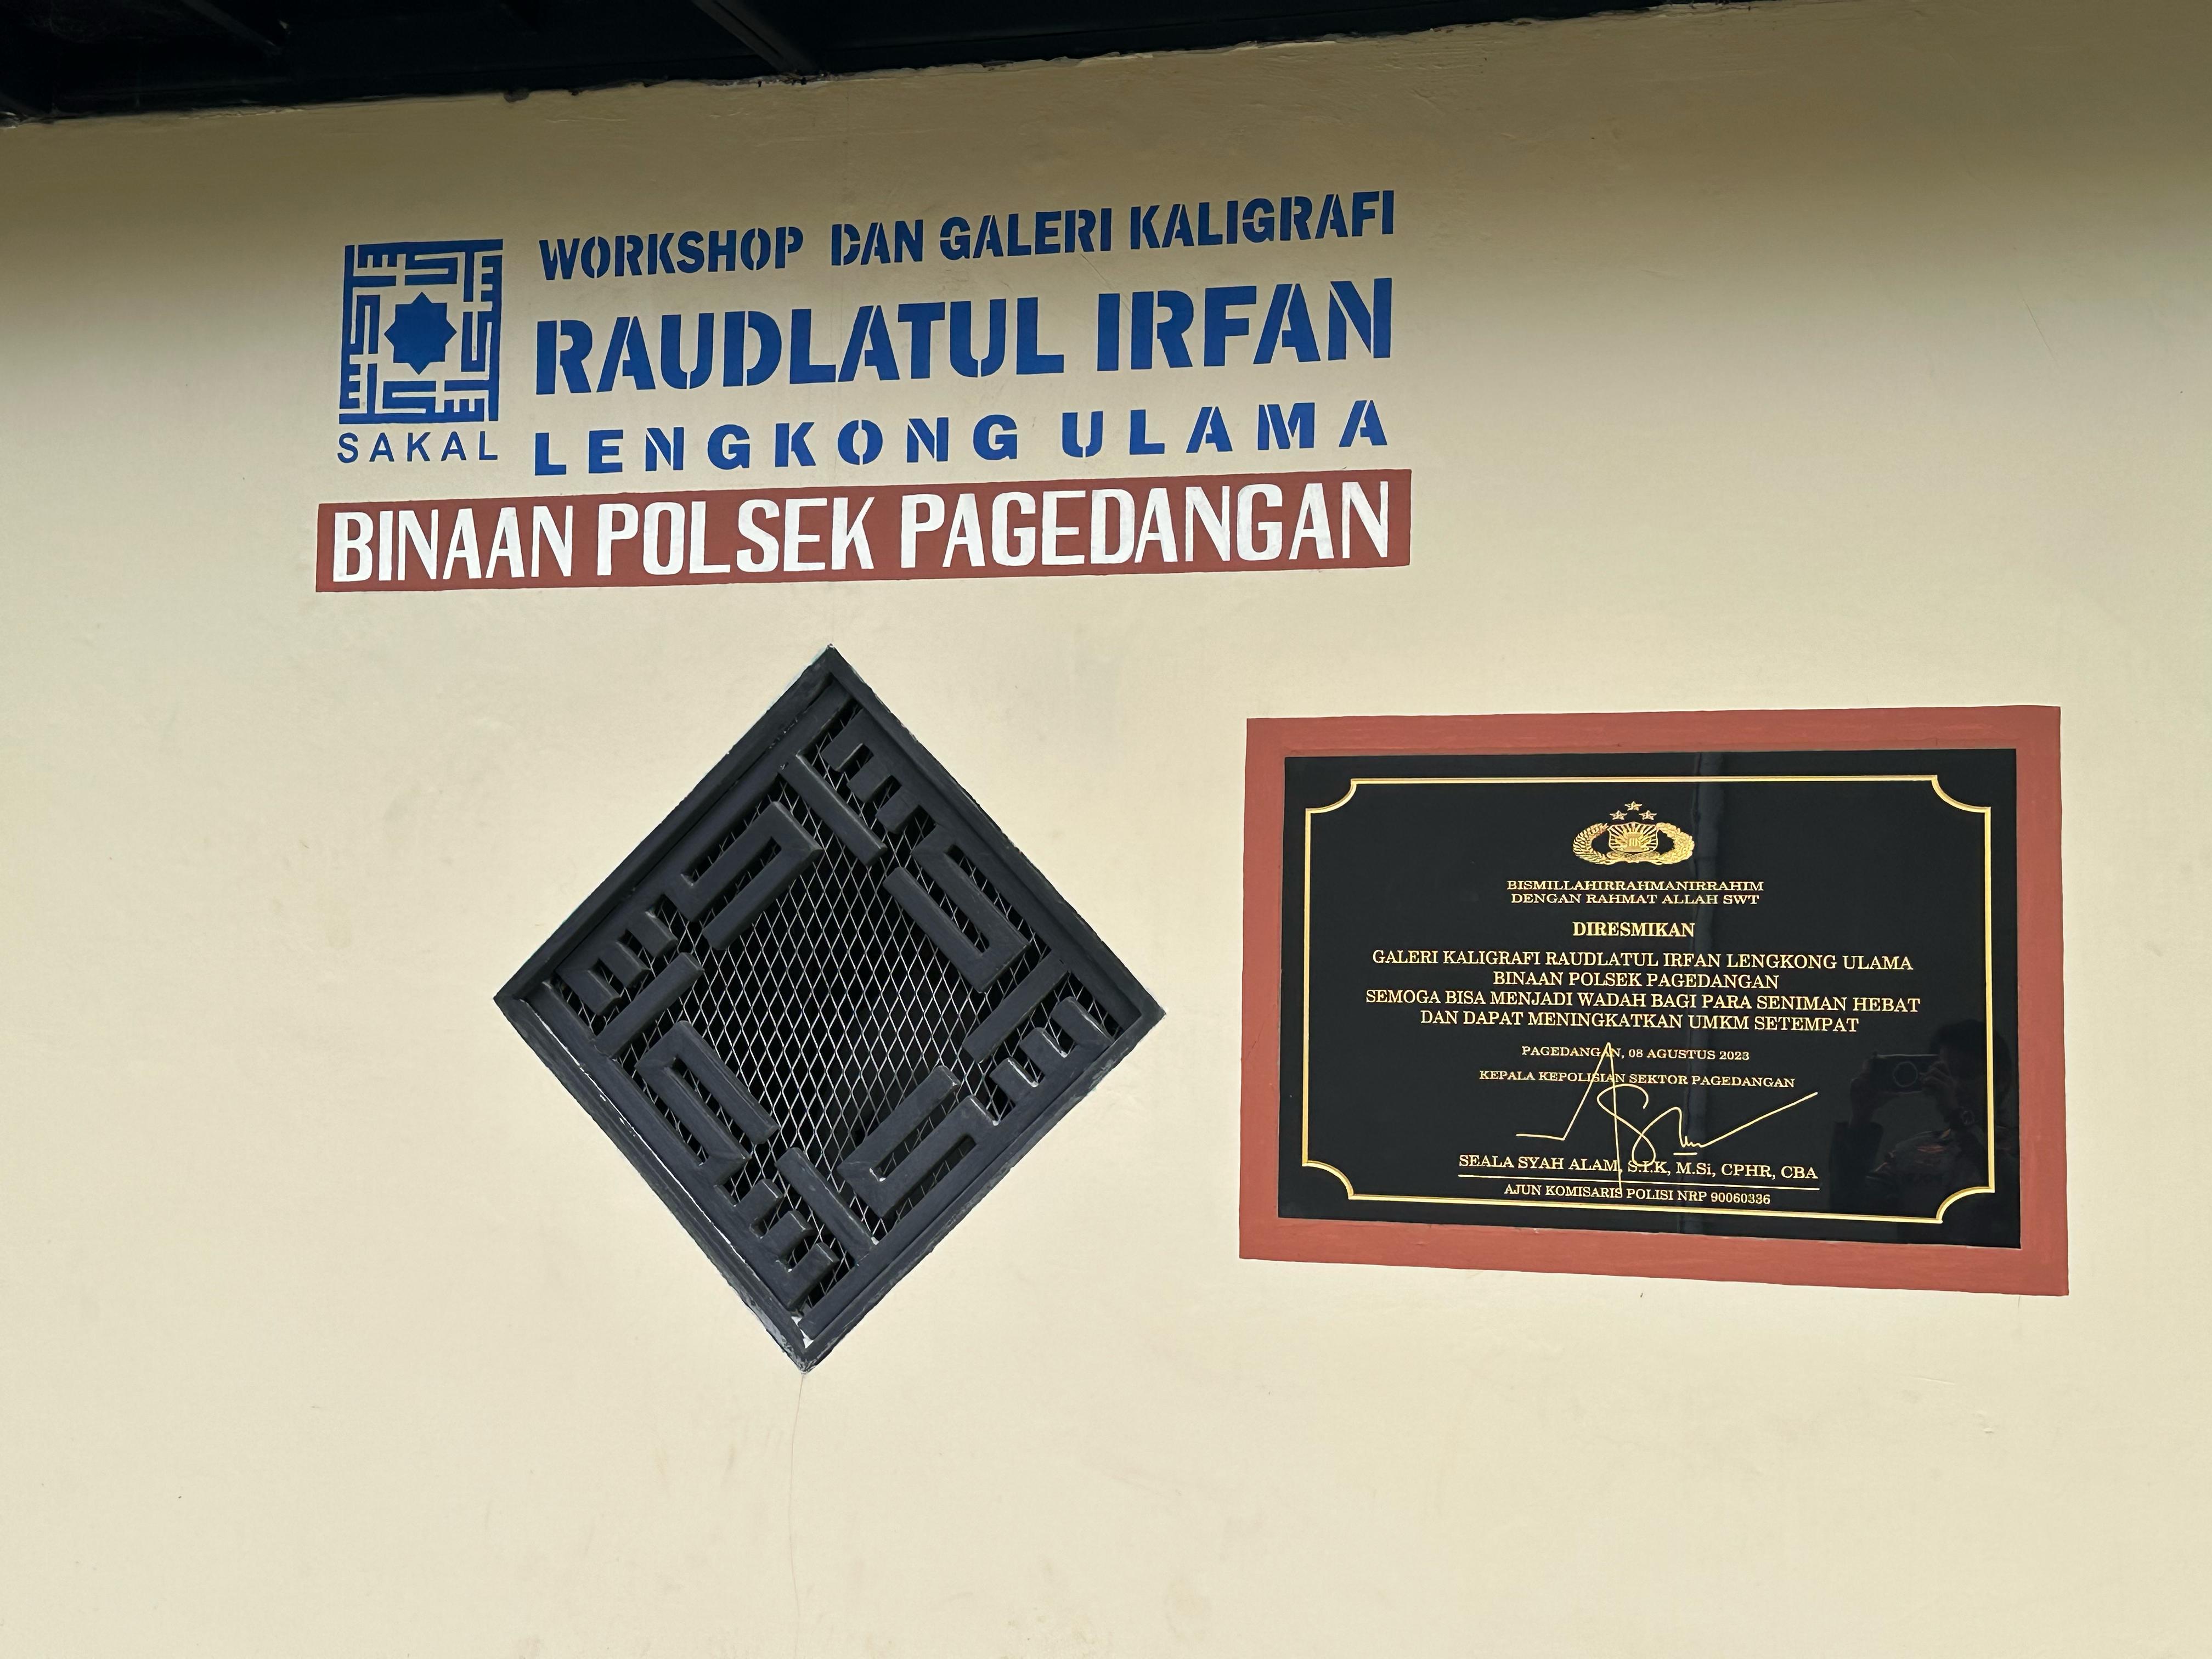 WORKSHOP DAN GALERI KALIGRAFI
RAUDLATUL IRFAN
LENGKONG ULAMA
SAKAL
BINAAN POLSEK PAGEDANGAN
BISMILLAHIRRAHMANIRRAHIM
DENGAN RAHMAT ALLAH SWT
DIRESMIKAN
GALERI KALIGRAFI RAUDLATUL IRFAN LENGKONG ULAMA
BINAAN POLSEK PAGEDANGAN
SEMOGA BISA MENJADI WADAH BAGI PARA SENIMAN HEBAT
DAN DAPAT MENINGKATKAN UMKM SETEMPAT
PAGEDANGAN, 08 AGUSTUS 2023
KEPALA KEPOLISIAN SEKTOR PAGEDANGAN
SEALA SYAH ALAM, S.I.K, M.Si, CPHR, CBA
AJUN KOMISARIS POLISI NRP 90060336